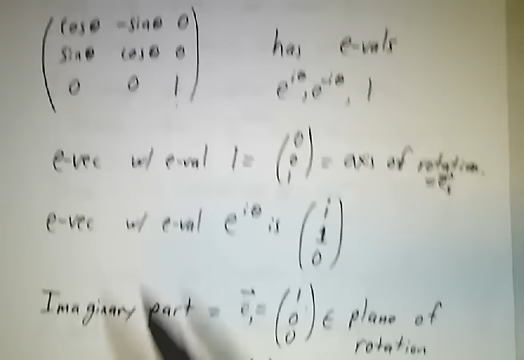 cosθ -sinθ 0
sinθ cosθ 0
0 0 1
has e-vals
e^{iθ}, e^{-iθ}, 1
e-vec w/ e-val 1 = (0 0 1) = axis of rotation.
e-vec w/ e-val e^{iθ} is (i 1 0)
Imaginary part = e⃗₁ = (1 0 0) ∈ plane of
rotation